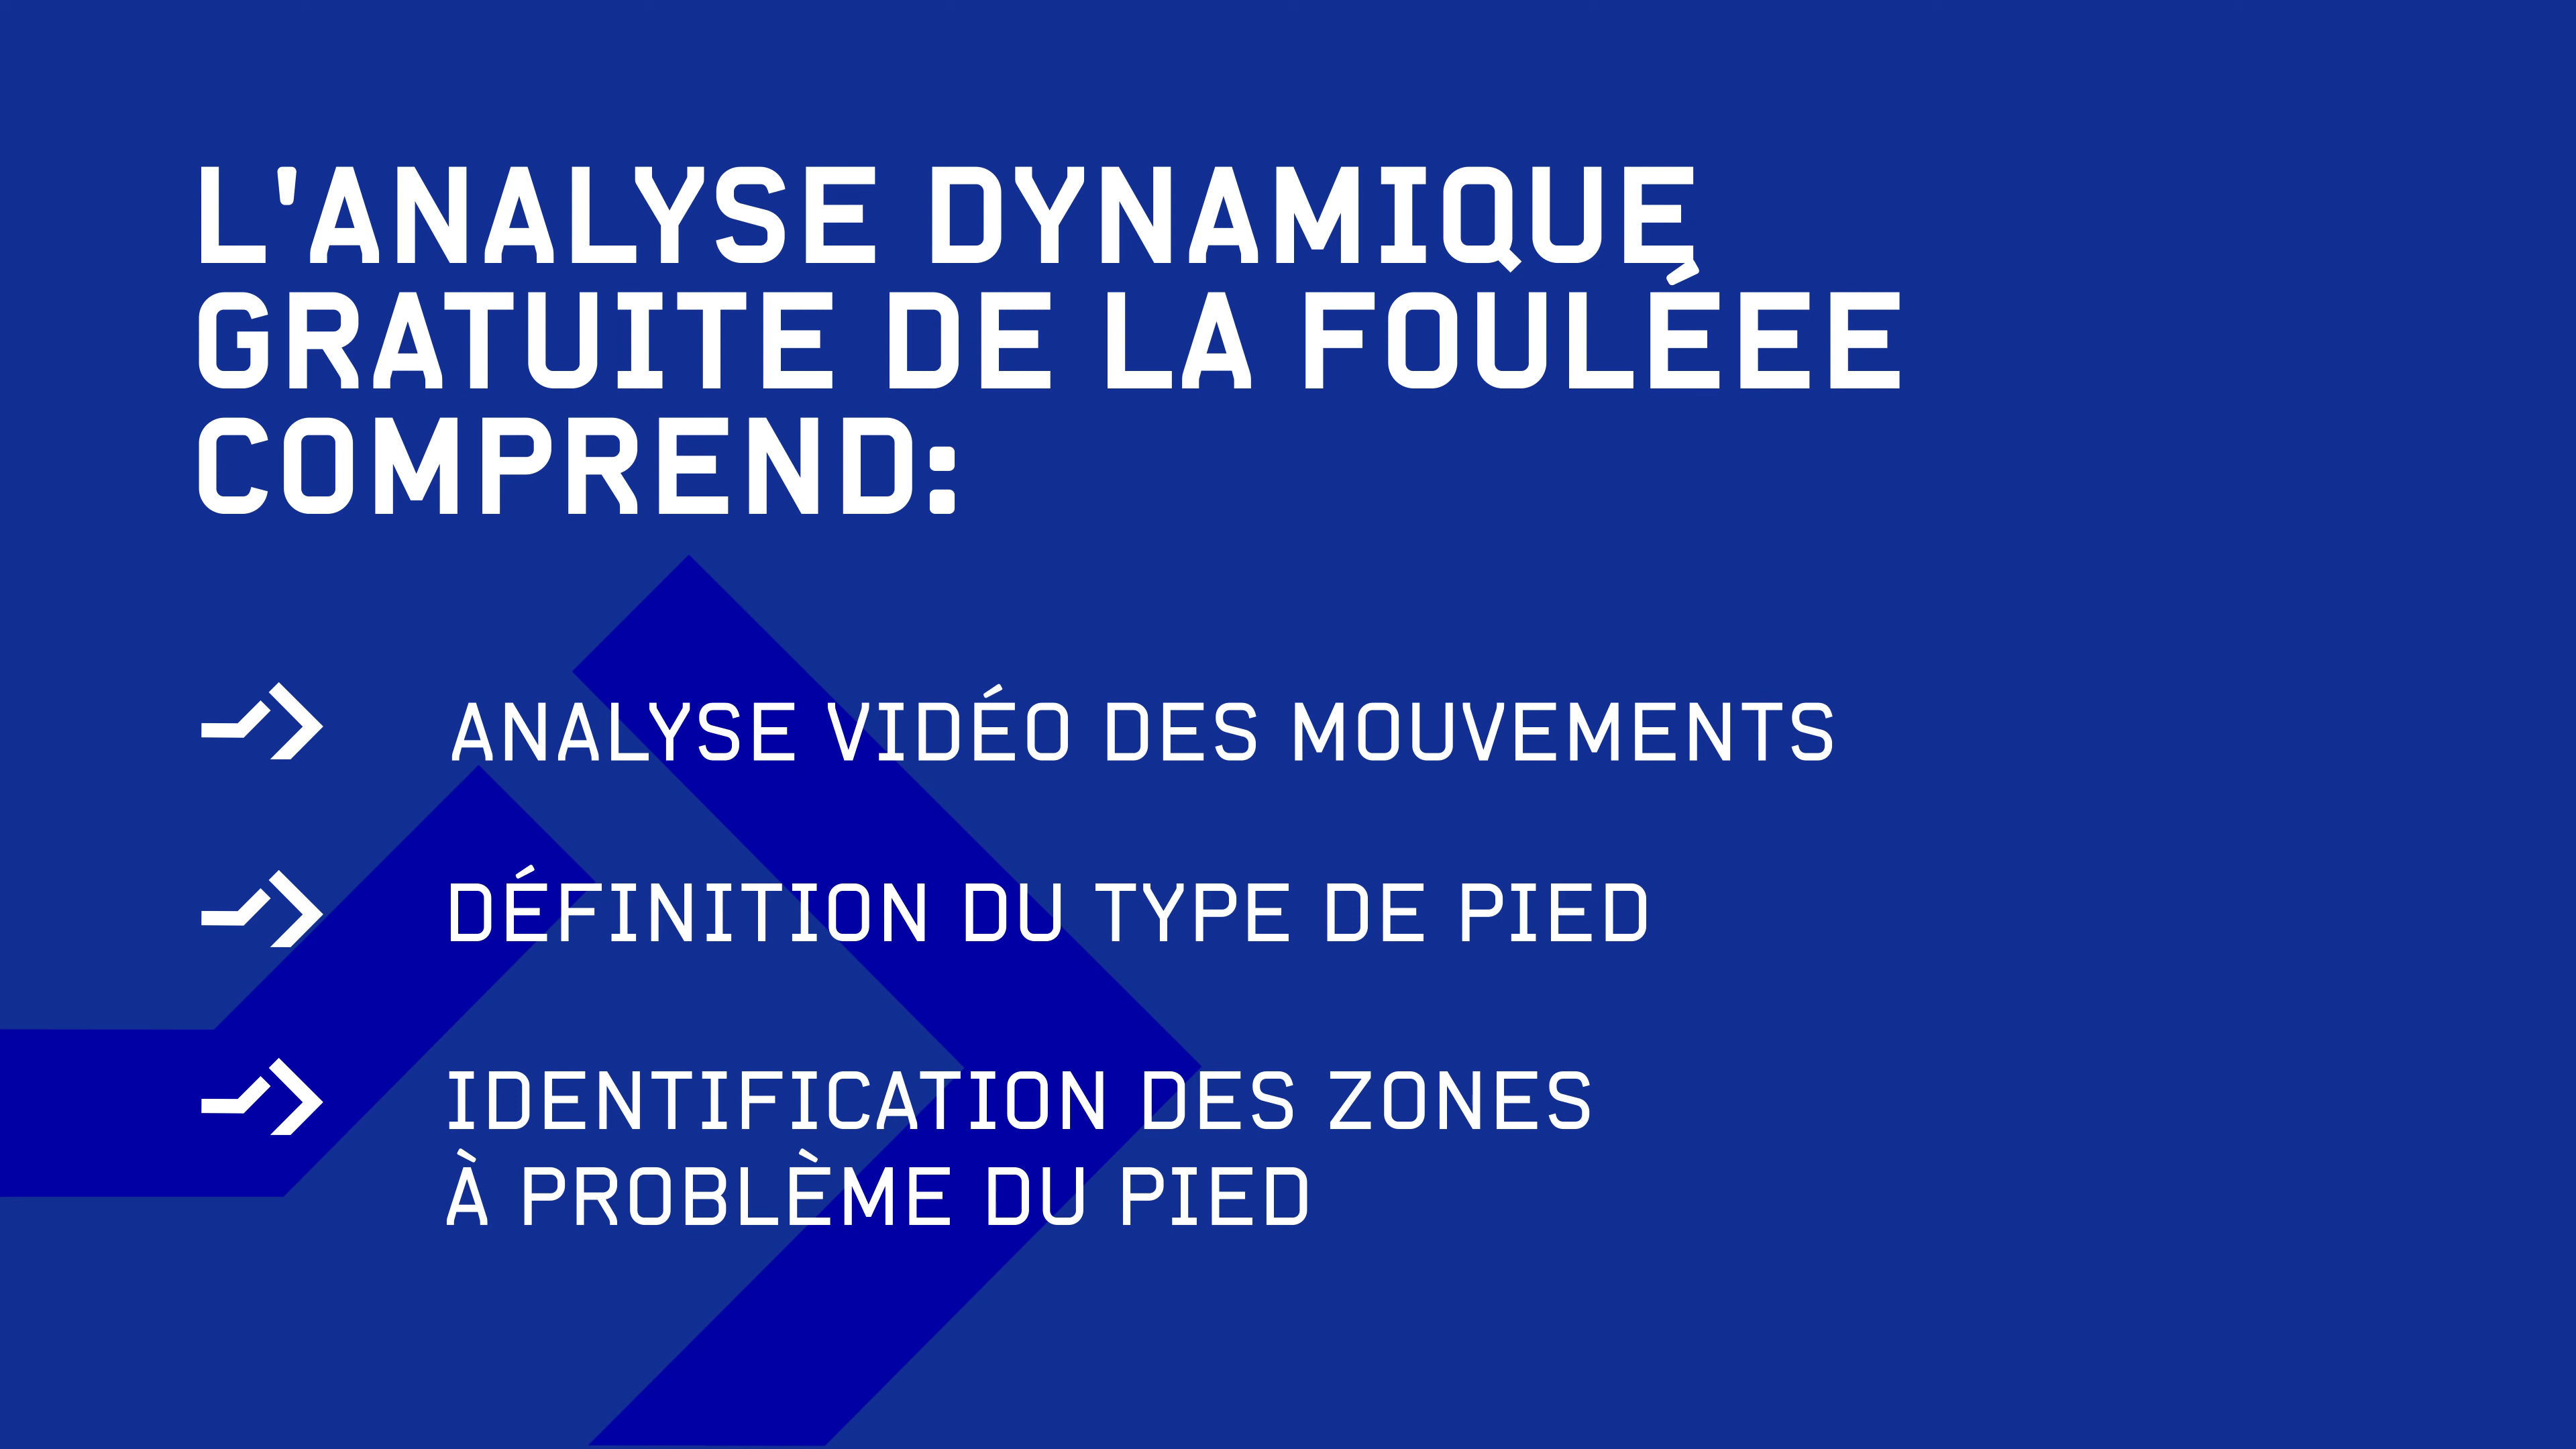 L'ANALYSE DYNAMIQUE
GRATUITE DE LA FOULÉEE
COMPREND:
ANALYSE VIDÉO DES MOUVEMENTS
DÉFINITION DU TYPE DE PIED
IDENTIFICATION DES ZONES
À PROBLÈME DU PIED